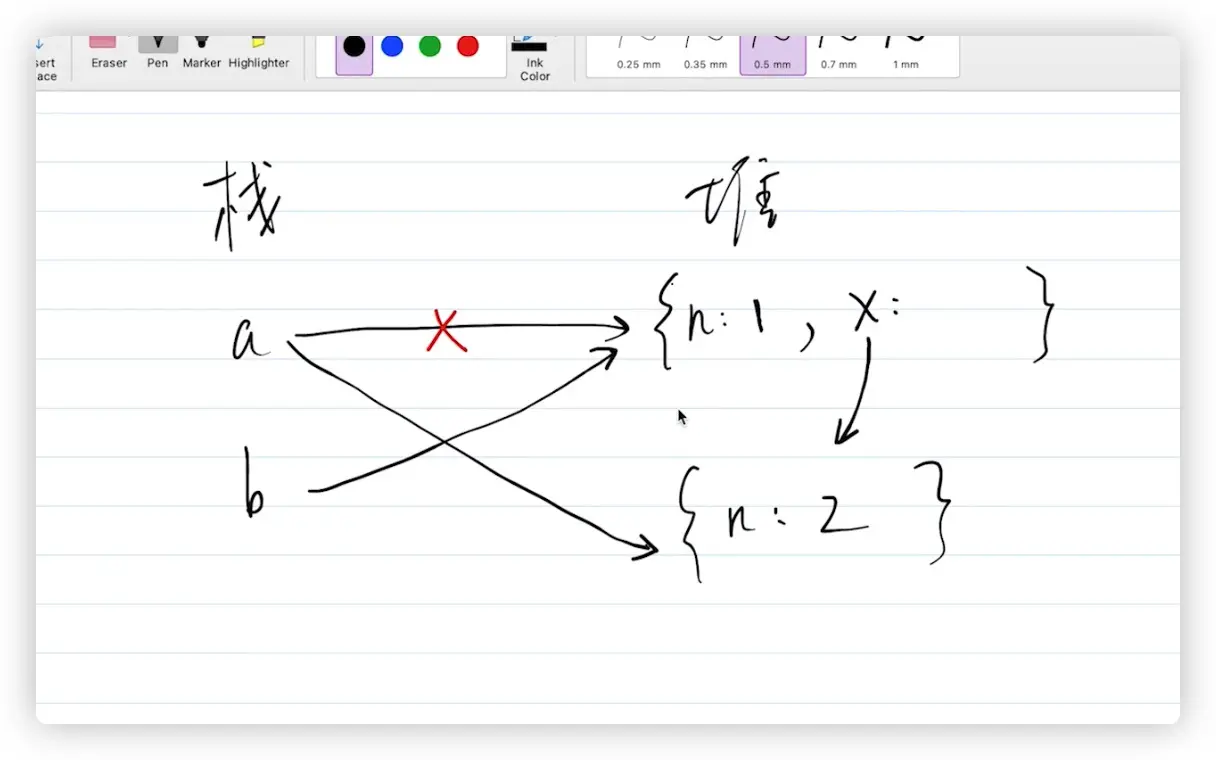 sert
ace
Eraser Pen Marker Highlighter
Ink
Color
0.25 mm 0.35 mm 0.5 mm 0.7 mm 1 mm
栈 堆
a {n: 1, x: }
b
{n: 2 }